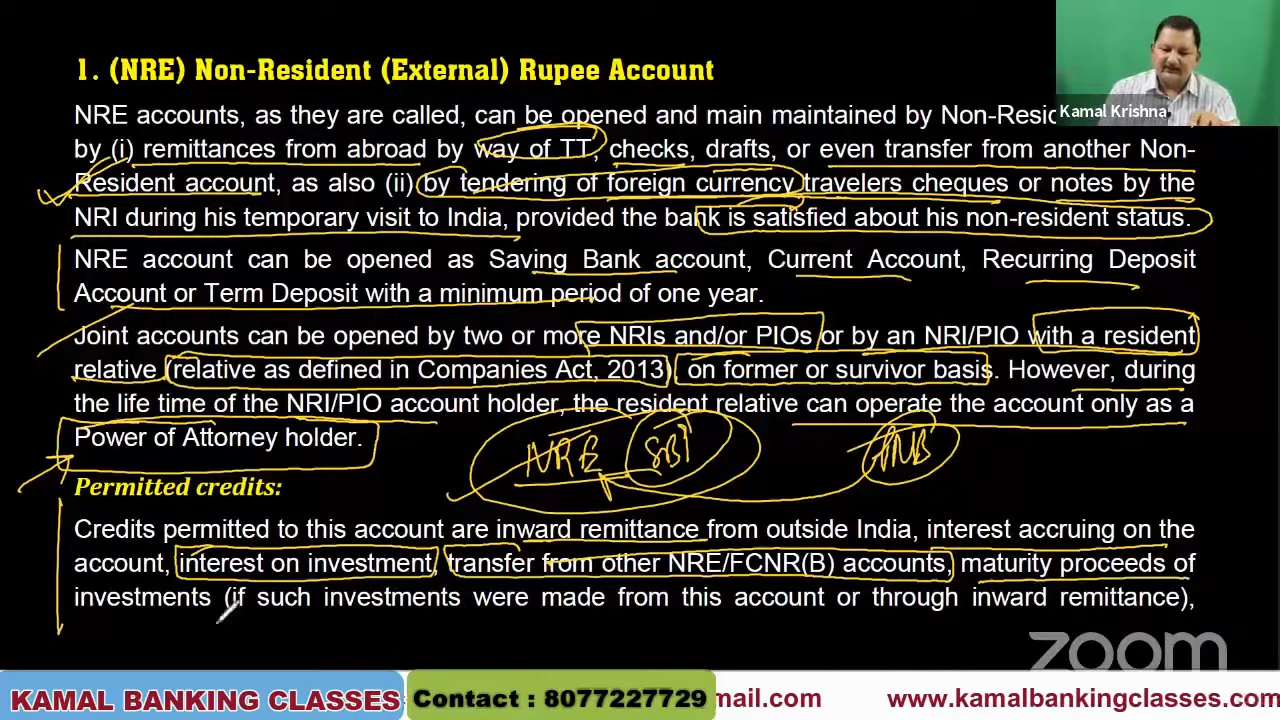 1. (NRE) Non-Resident (External) Rupee Account
Kamal Krishna
NRE accounts, as they are called, can be opened and main maintained by Non-Resid
by (i) remittances from abroad by way of TT, checks, drafts, or even transfer from another Non-
Resident account, as also (ii) by tendering of foreign currency travelers cheques or notes by the
NRI during his temporary visit to India, provided the bank is satisfied about his non-resident status.
NRE account can be opened as Saving Bank account, Current Account, Recurring Deposit
Account or Term Deposit with a minimum period of one year.
Joint accounts can be opened by two or more NRIs and/or PIOs or by an NRI/PIO with a resident
relative (relative as defined in Companies Act, 2013) on former or survivor basis. However, during
the life time of the NRI/PIO account holder, the resident relative can operate the account only as a
Power of Attorney holder.
NRE SBI PNB
Permitted credits:
Credits permitted to this account are inward remittance from outside India, interest accruing on the
account, interest on investment, transfer from other NRE/FCNR(B) accounts, maturity proceeds of
investments (if such investments were made from this account or through inward remittance),
zoom
KAMAL BANKING CLASSES Contact : 8077227729 mail.com www.kamalbankingclasses.com